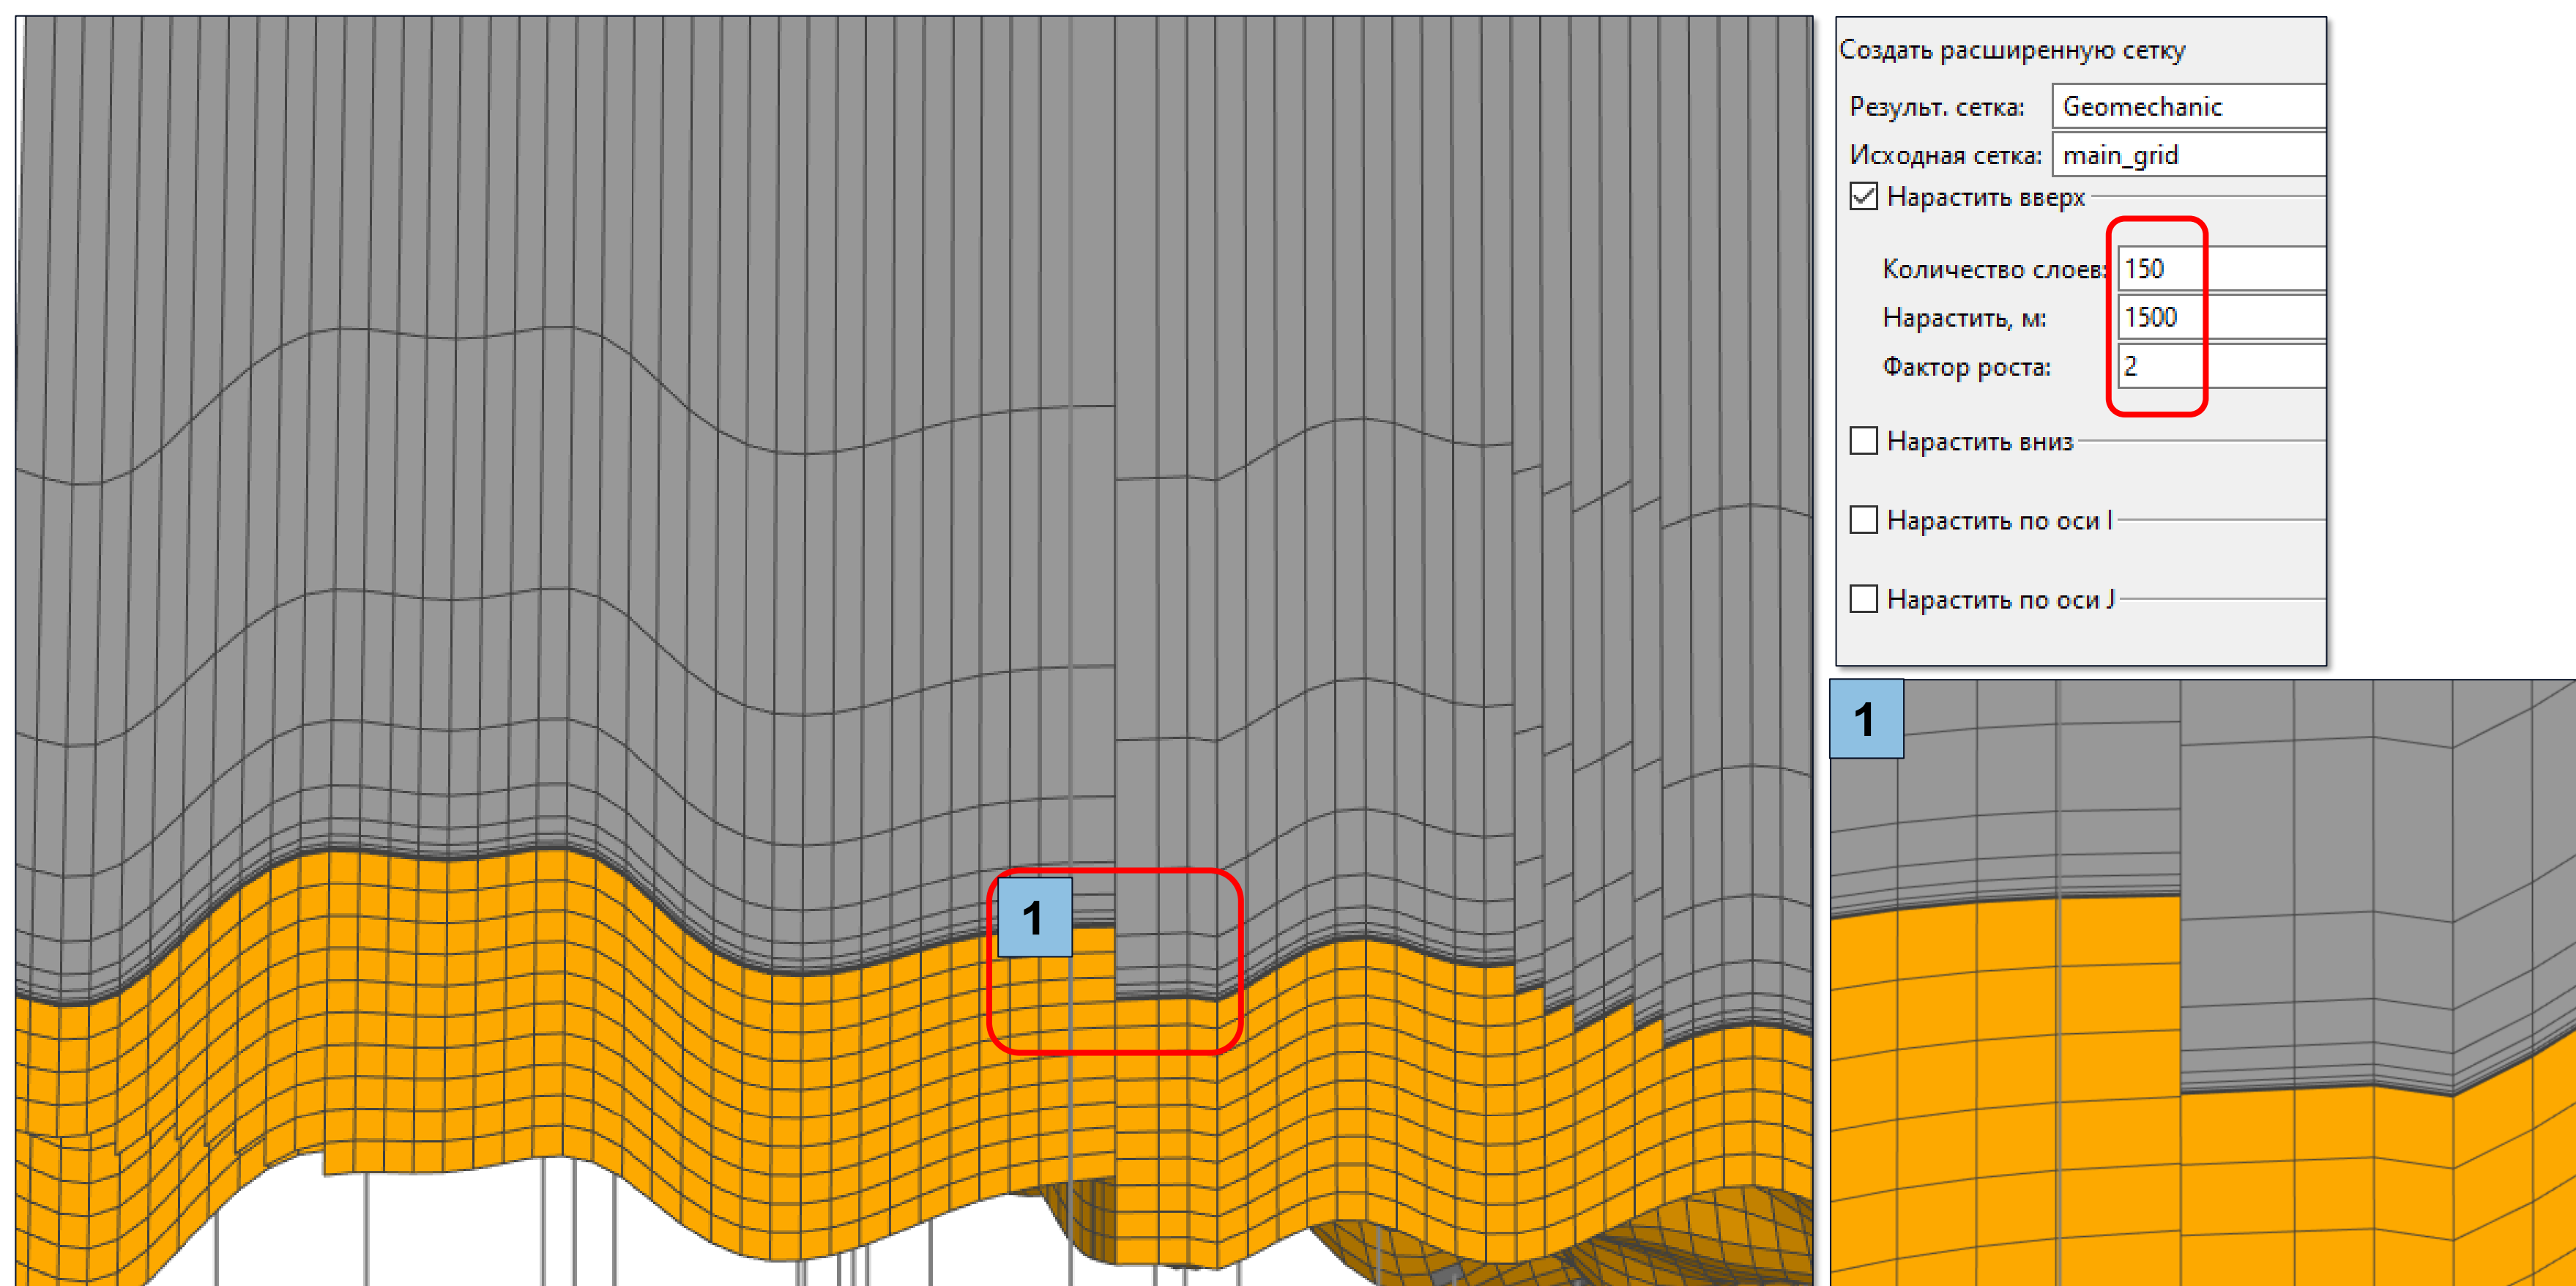 Создать расширенную сетку
Результ. сетка: Geomechanic
Исходная сетка: main_grid
Нарастить вверх
Количество слоев: 150
Нарастить, м: 1500
Фактор роста: 2
Нарастить вниз
Нарастить по оси I
Нарастить по оси J
1
1